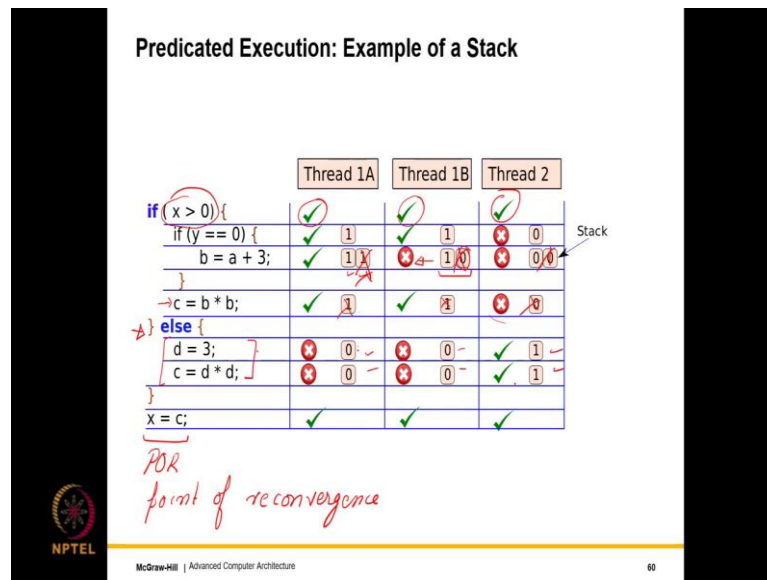 Predicated Execution: Example of a Stack
Thread 1A Thread 1B Thread 2
if ( x > 0) {
if (y == 0) { 1 1 0
Stack
b = a + 3; 1 1 1 0 0 0
}
c = b * b; 1 1 0
} else {
d = 3; 0 0 1
c = d * d; 0 0 1
}
x = c;
POR
point of reconvergence
NPTEL
McGraw-Hill | Advanced Computer Architecture 60